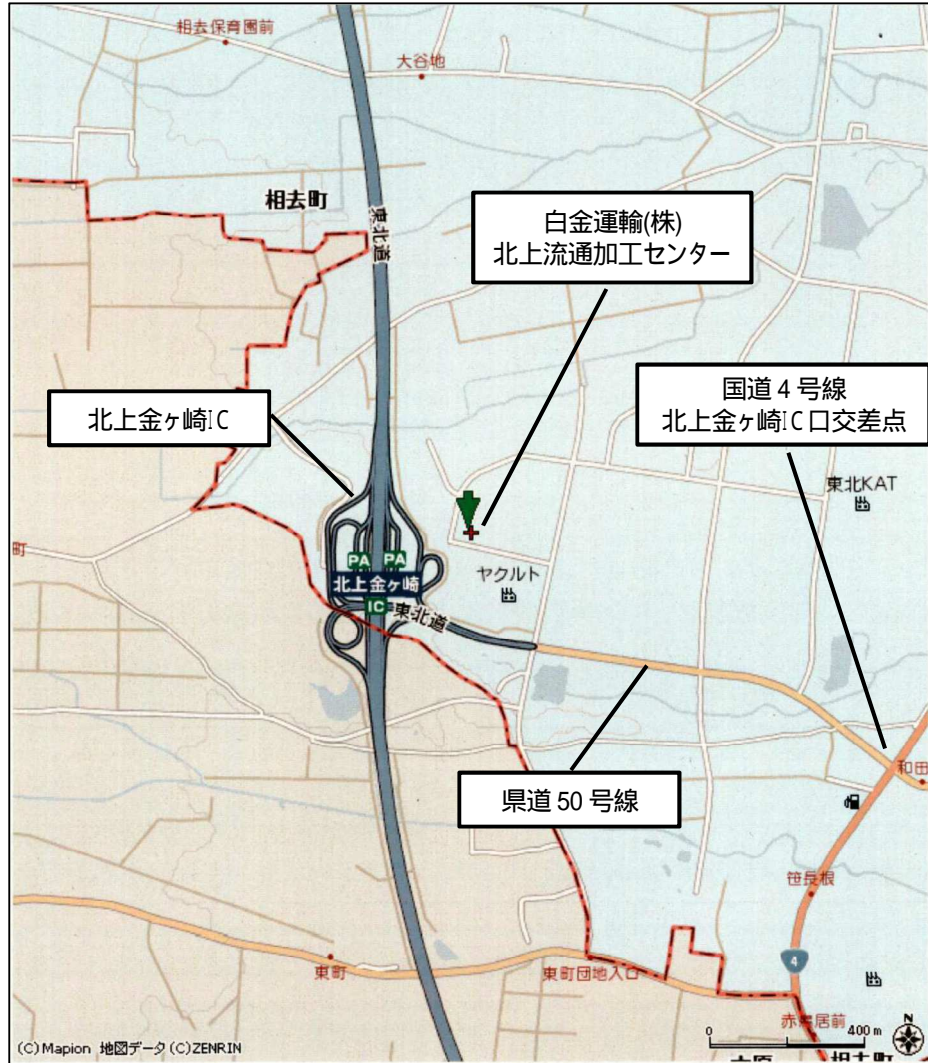 相去保育園前
大谷地
相去町
東北道
白金運輸(株)
北上流通加工センター
北上金ヶ崎IC
国道4号線
北上金ヶ崎IC口交差点
東北KAT
町
PA PA
ヤクルト
北上金ヶ崎
IC
東北道
和田
県道50号線
笹長根
東町
東町団地入口
4
赤鳥居前
N
0 400m
相去町
(C)Mapion 地図データ(C)ZENRIN